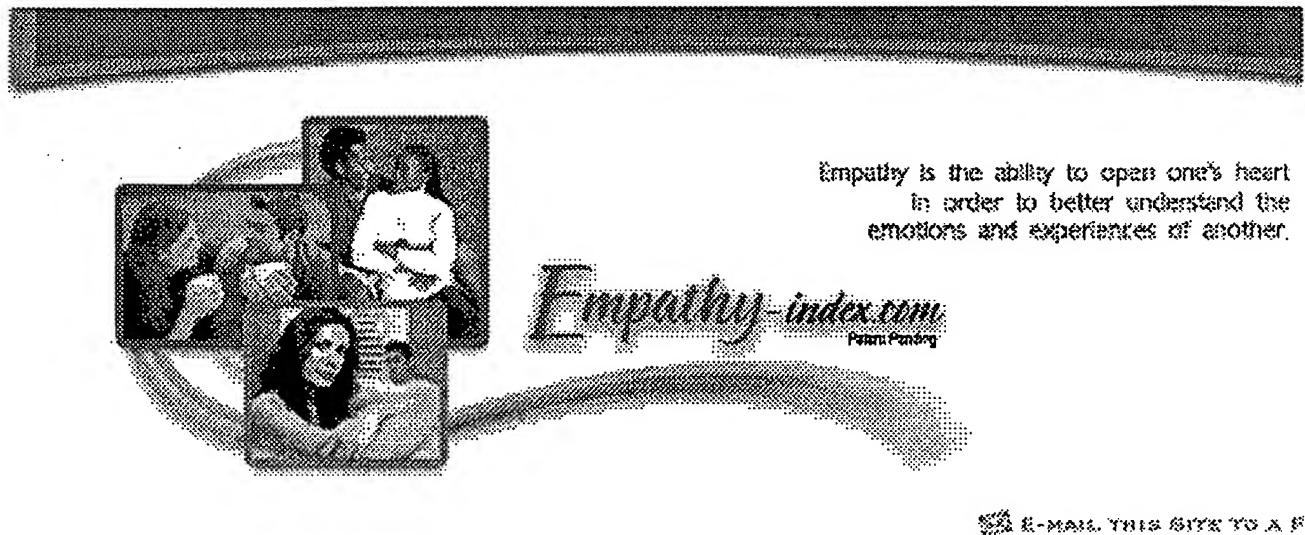 Empathy is the ability to open one's heart
in order to better understand the
emotions and experiences of another.
Empathy-index.com
Patent Pending
E-MAIL THIS SITE TO A F